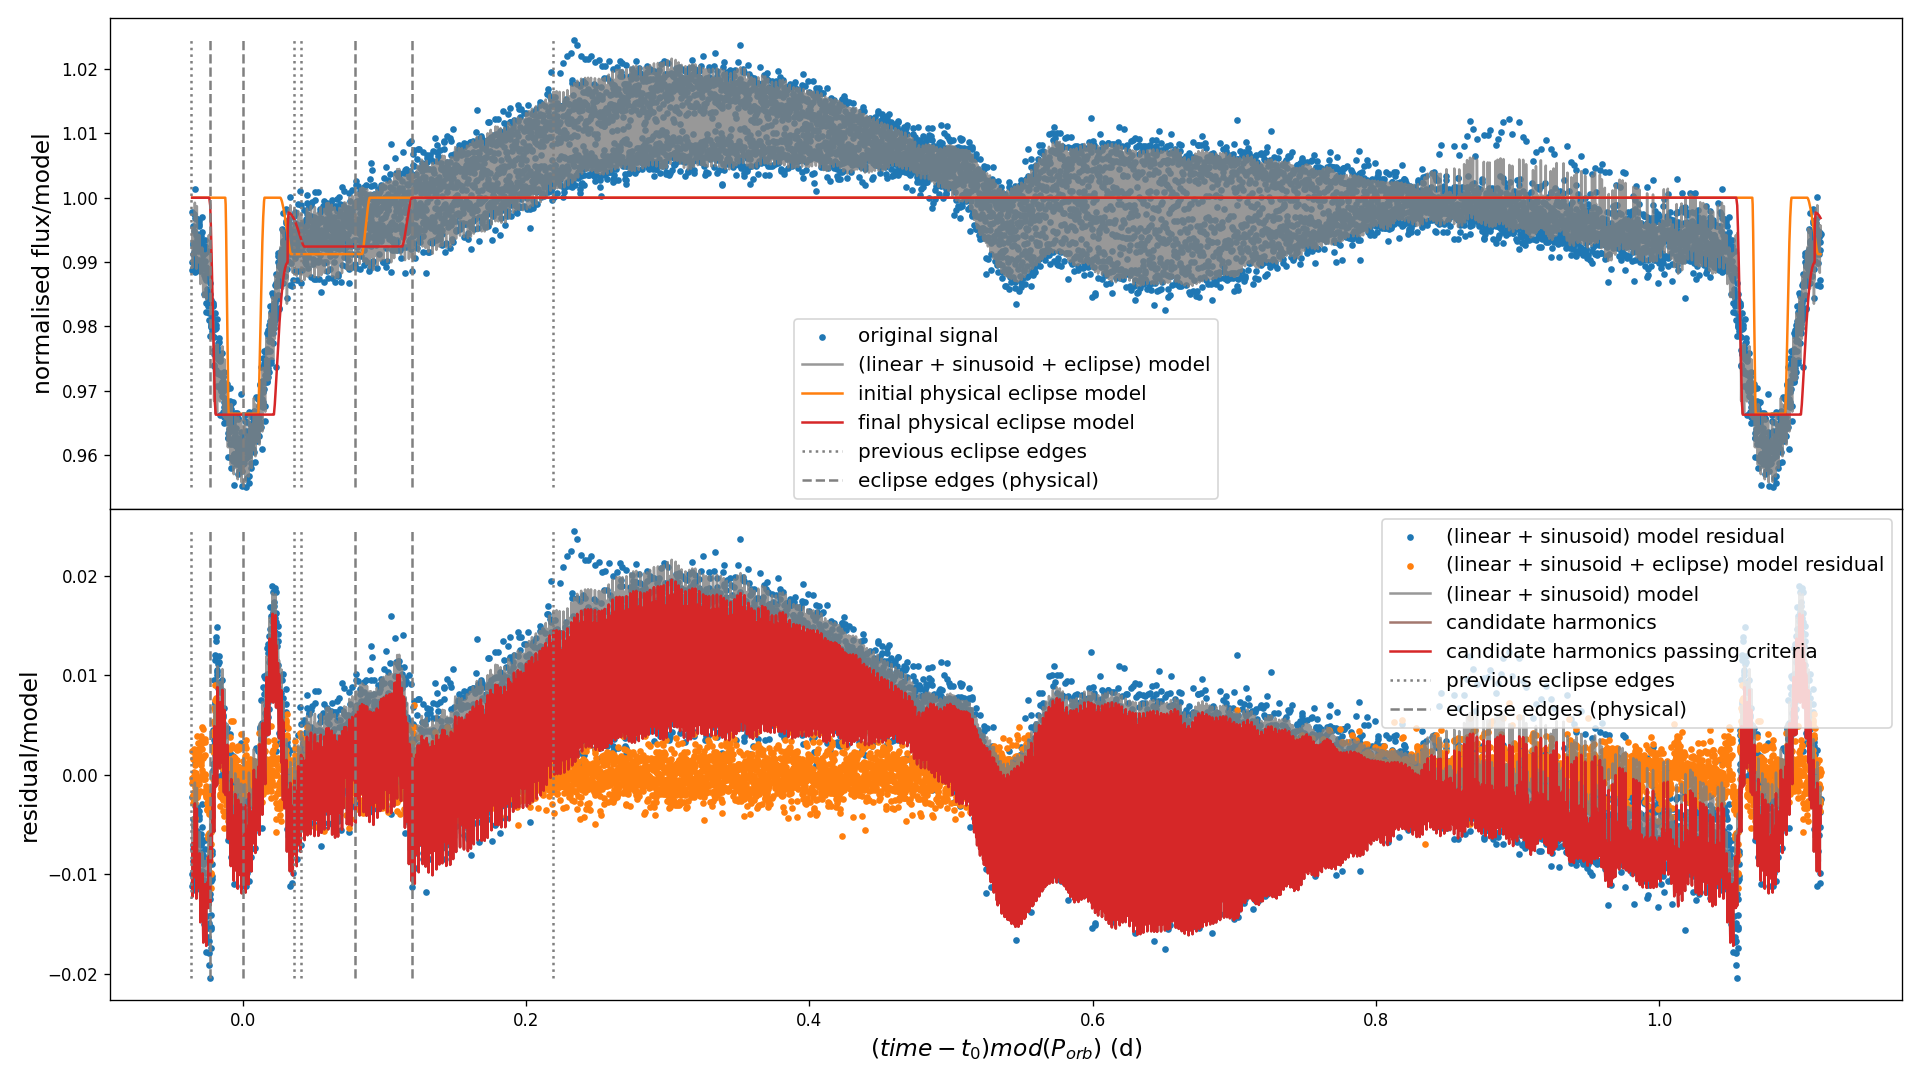 normalised flux/model
1.02
1.01
1.00
0.99
0.98
0.97
0.96
original signal
(linear + sinusoid + eclipse) model
initial physical eclipse model
final physical eclipse model
previous eclipse edges
eclipse edges (physical)
residual/model
0.02
0.01
0.00
−0.01
−0.02
(linear + sinusoid) model residual
(linear + sinusoid + eclipse) model residual
(linear + sinusoid) model
candidate harmonics
candidate harmonics passing criteria
previous eclipse edges
eclipse edges (physical)
0.0 0.2 0.4 0.6 0.8 1.0
(time − t₀)mod(Pₒᵣb) (d)